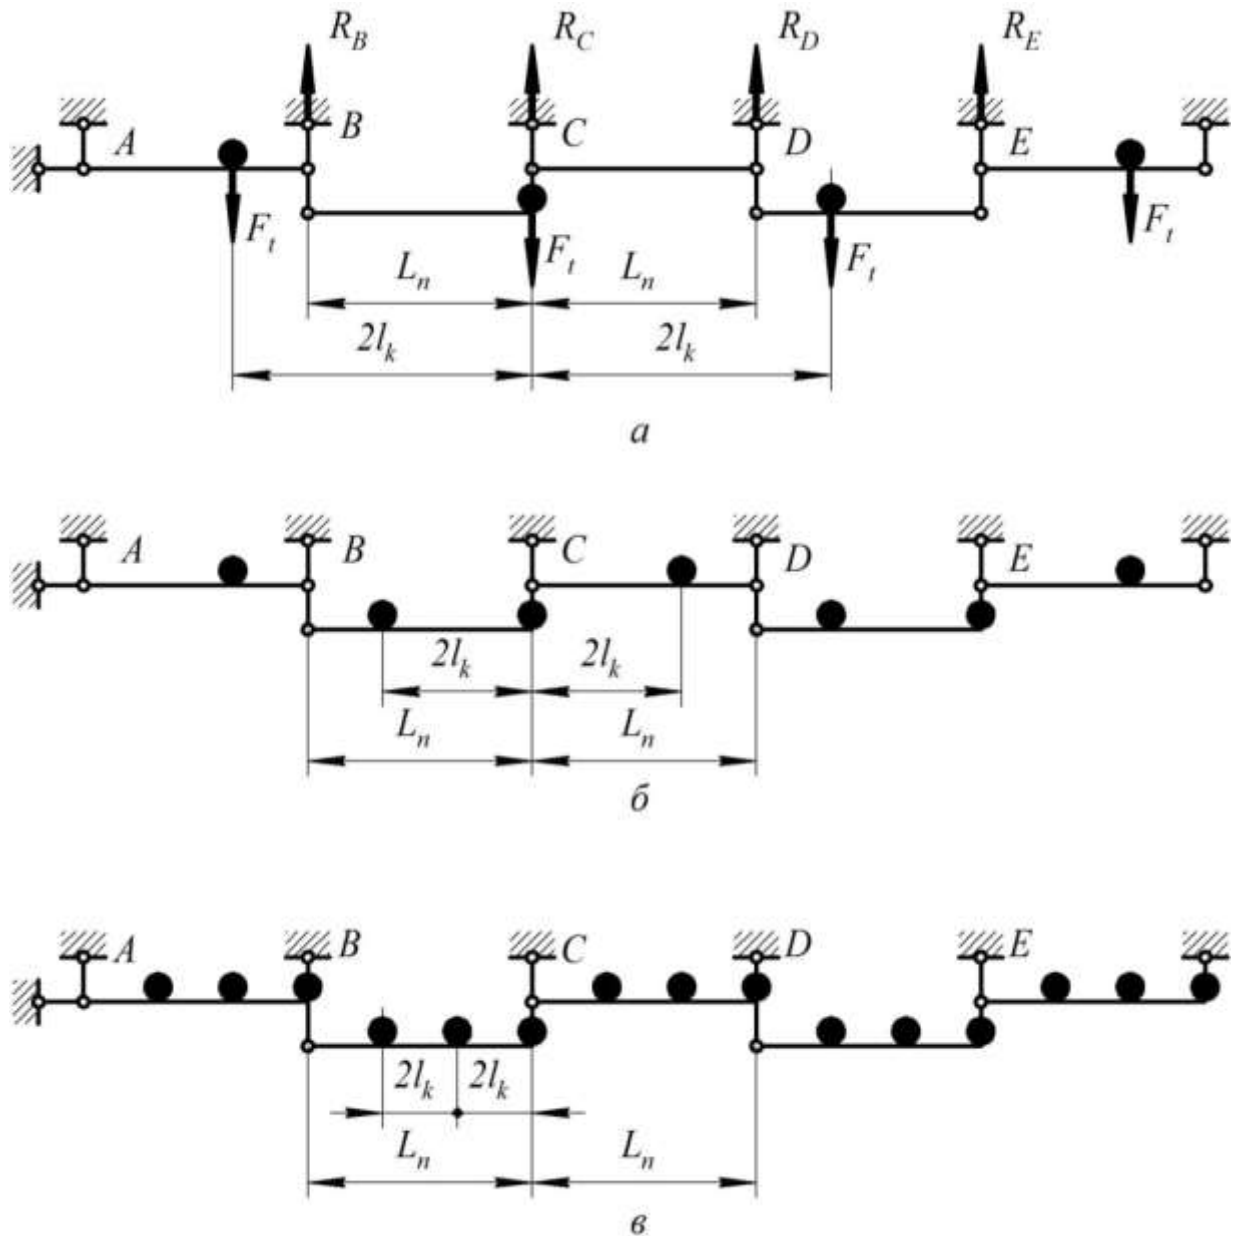 R_B R_C R_D R_E
A B C D E
F_t F_t F_t F_t
L_n L_n
2l_k 2l_k
а
A B C D E
2l_k 2l_k
L_n L_n
б
A B C D E
2l_k 2l_k
L_n L_n
в